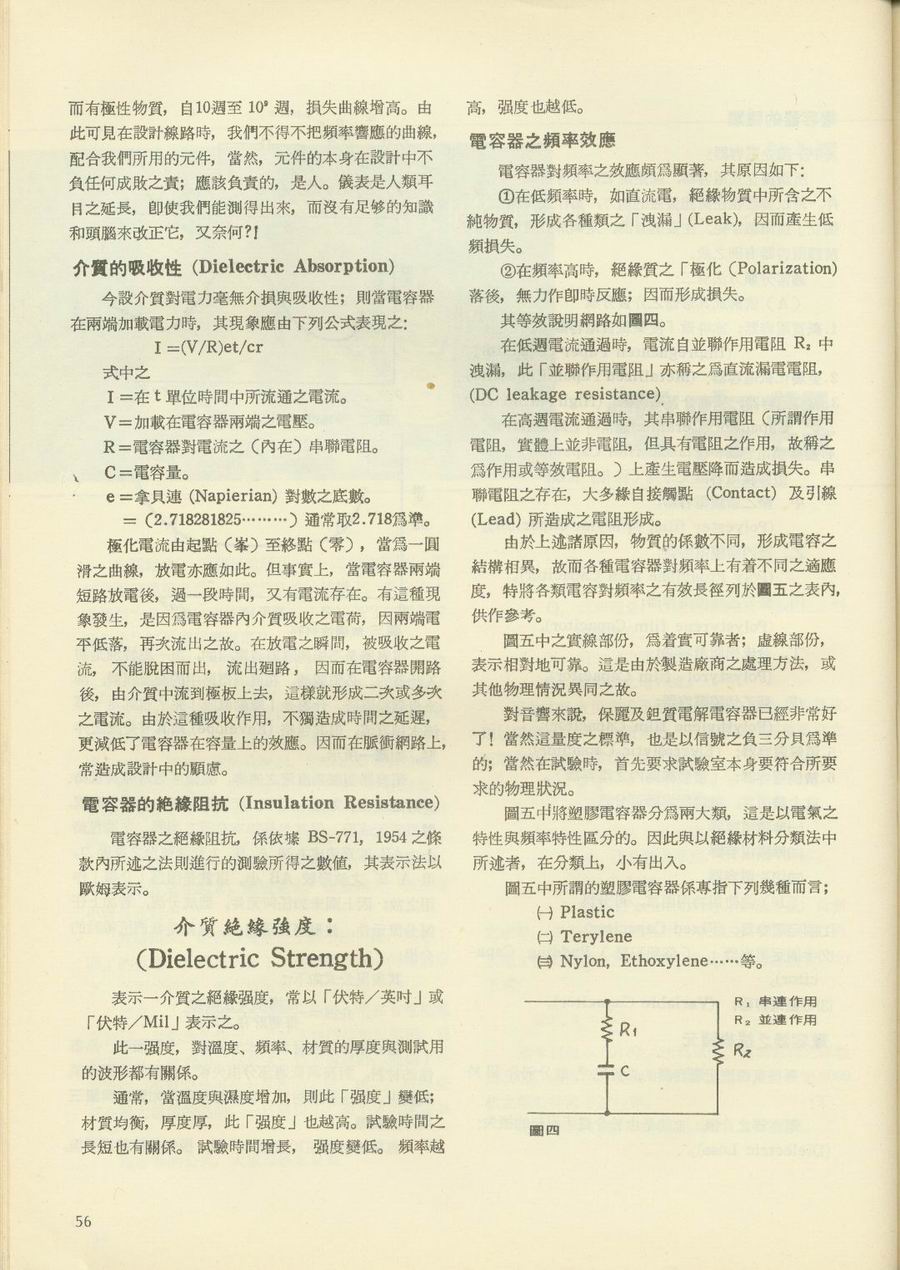 而有極性物質，自10週至 10⁹ 週，損失曲線增高。由
此可見在設計線路時，我們不得不把頻率響應的曲線，
配合我們所用的元件，當然，元件的本身在設計中不
負任何成敗之責；應該負責的，是人。儀表是人類耳
目之延長，卽使我們能測得出來，而沒有足够的知識
和頭腦來改正它，又奈何?!
介質的吸收性 (Dielectric Absorption)
今設介質對電力毫無介損與吸收性；則當電容器
在兩端加載電力時，其現象應由下列公式表現之:
I =(V/R)et/cr
式中之
I =在 t 單位時間中所流通之電流。
V=加載在電容器兩端之電壓。
R=電容器對電流之（內在）串聯電阻。
C=電容量。
e =拿貝連 (Napierian) 對數之底數。
=（2.718281825………）通常取2.718爲準。
極化電流由起點（峯）至終點（零），當爲一圓
滑之曲線，放電亦應如此。但事實上，當電容器兩端
短路放電後，過一段時間，又有電流存在。有這種現
象發生，是因爲電容器內介質吸收之電荷，因兩端電
平低落，再次流出之故。在放電之瞬間，被吸收之電
流，不能脫困而出，流出廻路，因而在電容器開路
後，由介質中流到極板上去，這樣就形成二次或多次
之電流。由於這種吸收作用，不獨造成時間之延遲，
更減低了電容器在容量上的效應。因而在脈衝網路上，
常造成設計中的顧慮。
電容器的絶緣阻抗 (Insulation Resistance)
電容器之絕緣阻抗，係依據 BS-771, 1954 之條
款內所述之法則進行的測驗所得之數值，其表示法以
歐姆表示。
介質絕緣強度：
(Dielectric Strength)
表示一介質之絕緣强度，常以「伏特／英吋」或
「伏特／Mil」表示之。
此一强度，對溫度、頻率、材質的厚度與測試用
的波形都有關係。
通常，當溫度與濕度增加，則此「强度」變低；
材質均衡，厚度厚，此「强度」也越高。試驗時間之
長短也有關係。試驗時間增長，强度變低。頻率越
高，强度也越低。
電容器之頻率效應
電容器對頻率之效應頗爲顯著，其原因如下:
①在低頻率時，如直流電，絕緣物質中所含之不
純物質，形成各種類之「洩漏」(Leak)，因而產生低
頻損失。
②在頻率高時，絕緣質之「極化（Polarization)
落後，無力作卽時反應；因而形成損失。
其等效說明網路如圖四。
在低週電流通過時，電流自並聯作用電阻 R₂ 中
洩漏，此「並聯作用電阻」亦稱之爲直流漏電電阻，
(DC leakage resistance)
在高週電流通過時，其串聯作用電阻（所謂作用
電阻，實體上並非電阻，但具有電阻之作用，故稱之
爲作用或等效電阻。）上產生電壓降而造成損失。串
聯電阻之存在，大多緣自接觸點 (Contact) 及引線
(Lead) 所造成之電阻形成。
由於上述諸原因，物質的係數不同，形成電容之
結構相異，故而各種電容器對頻率上有着不同之適應
度，特將各類電容對頻率之有效長徑列於圖五之表內，
供作參考。
圖五中之實線部份，爲着實可靠者；虛線部份，
表示相對地可靠。這是由於製造廠商之處理方法，或
其他物理情況異同之故。
對音響來說，保麗及鉭質電解電容器已經非常好
了！當然這量度之標準，也是以信號之負三分貝爲準
的；當然在試驗時，首先要求試驗室本身要符合所要
求的物理狀況。
圖五中將塑膠電容器分爲兩大類，這是以電氣之
特性與頻率特性區分的。因此與以絕緣材料分類法中
所述者，在分類上，小有出入。
圖五中所謂的塑膠電容器係專指下列幾種而言；
㈠ Plastic
㈡ Terylene
㈢ Nylon, Ethoxylene……等。
R₁ 串連作用
R₂ 並連作用
R1
R2
C
圖四
56